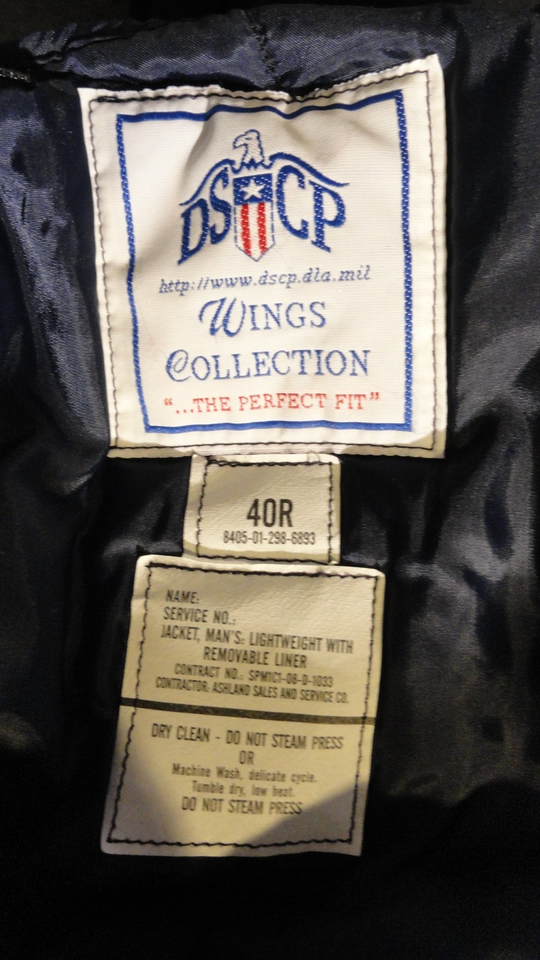 DSCP
http://www.dscp.dla.mil
WINGS
COLLECTION
"...THE PERFECT FIT"
40R
8405-01-298-6893
NAME:
SERVICE NO.:
JACKET, MAN'S: LIGHTWEIGHT WITH
REMOVABLE LINER
CONTRACT NO.: SPM1C1-08-D-1033
CONTRACTOR: ASHLAND SALES AND SERVICE CO.
DRY CLEAN - DO NOT STEAM PRESS
OR
Machine Wash, delicate cycle.
Tumble dry, low heat.
DO NOT STEAM PRESS